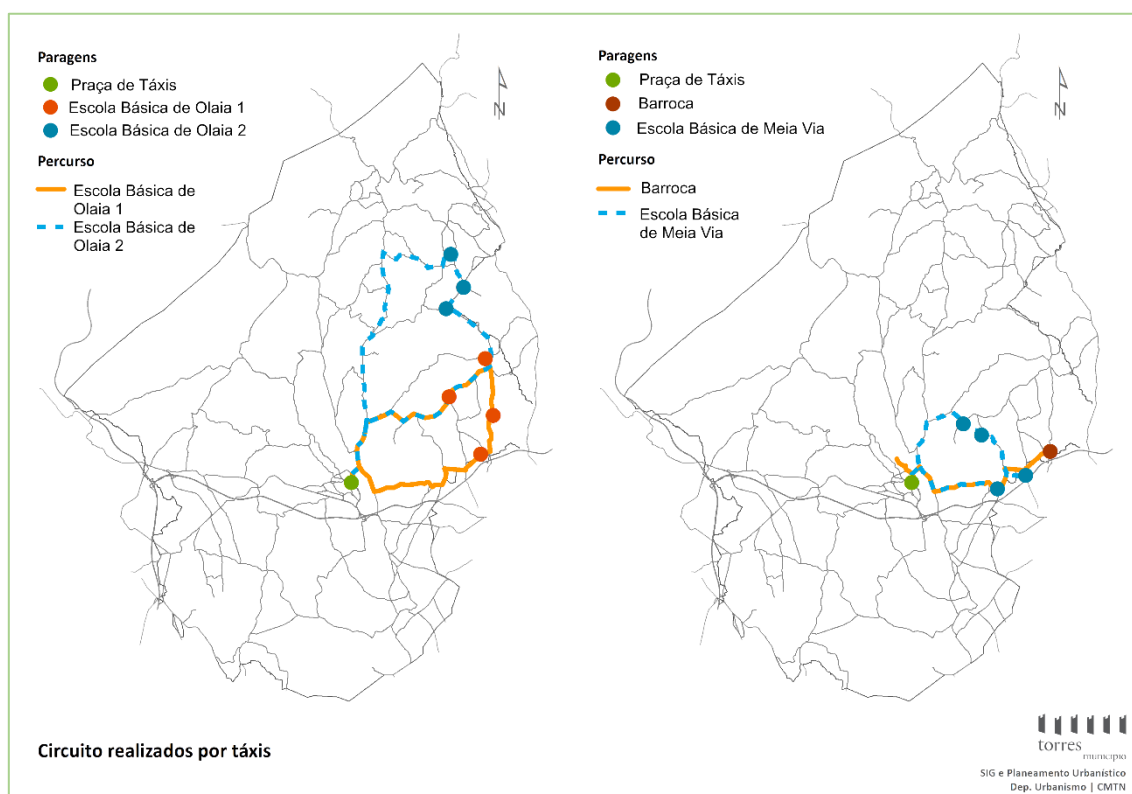 Paragens
Praça de Táxis
Escola Básica de Olaia 1
Escola Básica de Olaia 2
Percurso
Escola Básica de
Olaia 1
Escola Básica de
Olaia 2
N
Paragens
Praça de Táxis
Barroca
Escola Básica de Meia Via
Percurso
Barroca
Escola Básica
de Meia Via
N
Circuito realizados por táxis
torres
município
SIG e Planeamento Urbanístico
Dep. Urbanismo | CMTN